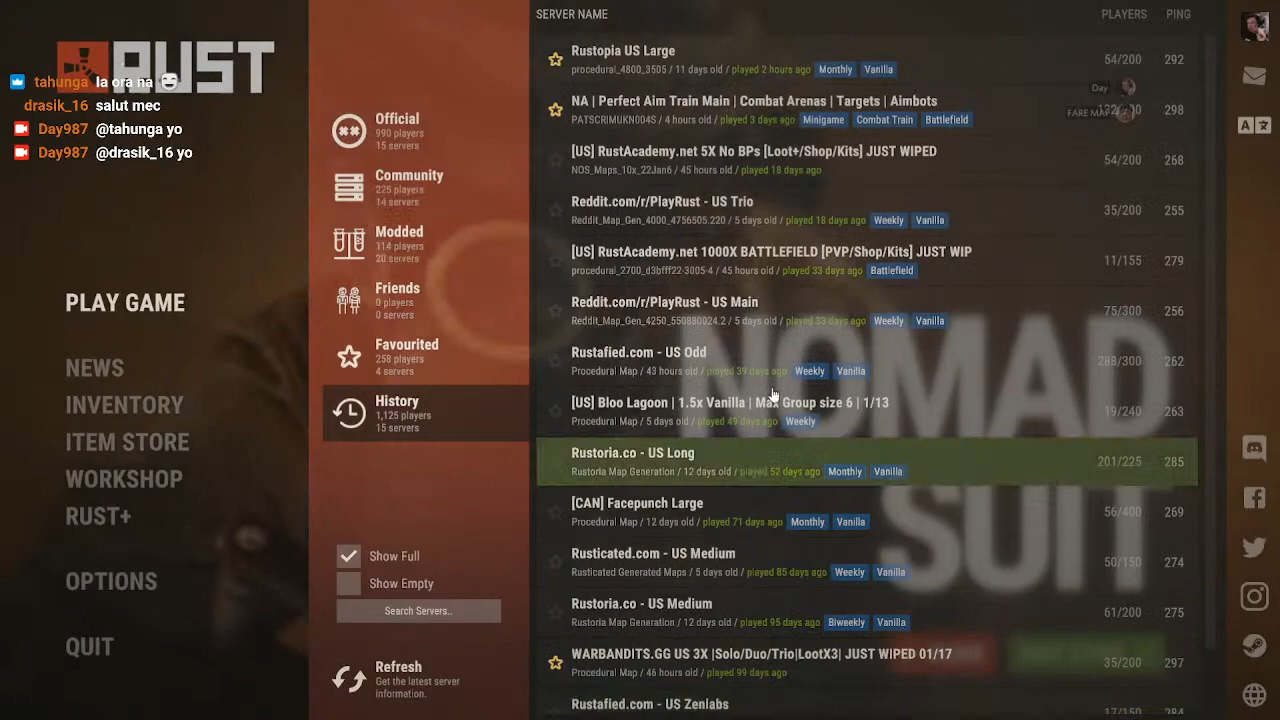 RUST
tahunga Ia ora na
drasik_16 salut mec
Day987 @tahunga yo
Day987 @drasik_16 yo
PLAY GAME
NEWS
INVENTORY
ITEM STORE
WORKSHOP
RUST+
OPTIONS
QUIT
Official
990 players
15 servers
Community
225 players
14 servers
Modded
114 players
20 servers
Friends
0 players
0 servers
Favourited
258 players
4 servers
History
1,125 players
15 servers
Show Full
Show Empty
Search Servers..
Refresh
Get the latest server
information.
SERVER NAME PLAYERS PING
Rustopia US Large 54/200 292
procedural_4800_3505 / 11 days old / played 2 hours ago Monthly Vanilla
Day
NA | Perfect Aim Train Main | Combat Arenas | Targets | Aimbots 298
PATSCRIMUKN004S / 4 hours old / played 3 days ago Minigame Combat Train Battlefield
FARE MAP
[US] RustAcademy.net 5X No BPs [Loot+/Shop/Kits] JUST WIPED 54/200 268
NOS_Maps_10x_22Jan6 / 45 hours old / played 18 days ago
Reddit.com/r/PlayRust - US Trio 35/200 255
Reddit_Map_Gen_4000_4756505.220 / 5 days old / played 18 days ago Weekly Vanilla
[US] RustAcademy.net 1000X BATTLEFIELD [PVP/Shop/Kits] JUST WIP 11/155 279
procedural_2700_d3bfff22-3005-4 / 45 hours old / played 33 days ago Battlefield
Reddit.com/r/PlayRust - US Main 75/300 256
Reddit_Map_Gen_4250_550880024.2 / 5 days old / played 33 days ago Weekly Vanilla
Rustafied.com - US Odd 288/300 262
Procedural Map / 43 hours old / played 39 days ago Weekly Vanilla
[US] Bloo Lagoon | 1.5x Vanilla | Max Group size 6 | 1/13 19/240 263
Procedural Map / 5 days old / played 49 days ago Weekly
Rustoria.co - US Long 201/225 285
Rustoria Map Generation / 12 days old / played 52 days ago Monthly Vanilla
[CAN] Facepunch Large 56/400 269
Procedural Map / 12 days old / played 71 days ago Monthly Vanilla
Rusticated.com - US Medium 50/150 274
Rusticated Generated Maps / 5 days old / played 85 days ago Weekly Vanilla
Rustoria.co - US Medium 61/200 275
Rustoria Map Generation / 12 days old / played 95 days ago Biweekly Vanilla
WARBANDITS.GG US 3X |Solo/Duo/Trio|LootX3| JUST WIPED 01/17 35/200 297
Procedural Map / 46 hours old / played 99 days ago
Rustafied.com - US Zenlabs 17/150 284
NOMAD
SUIT